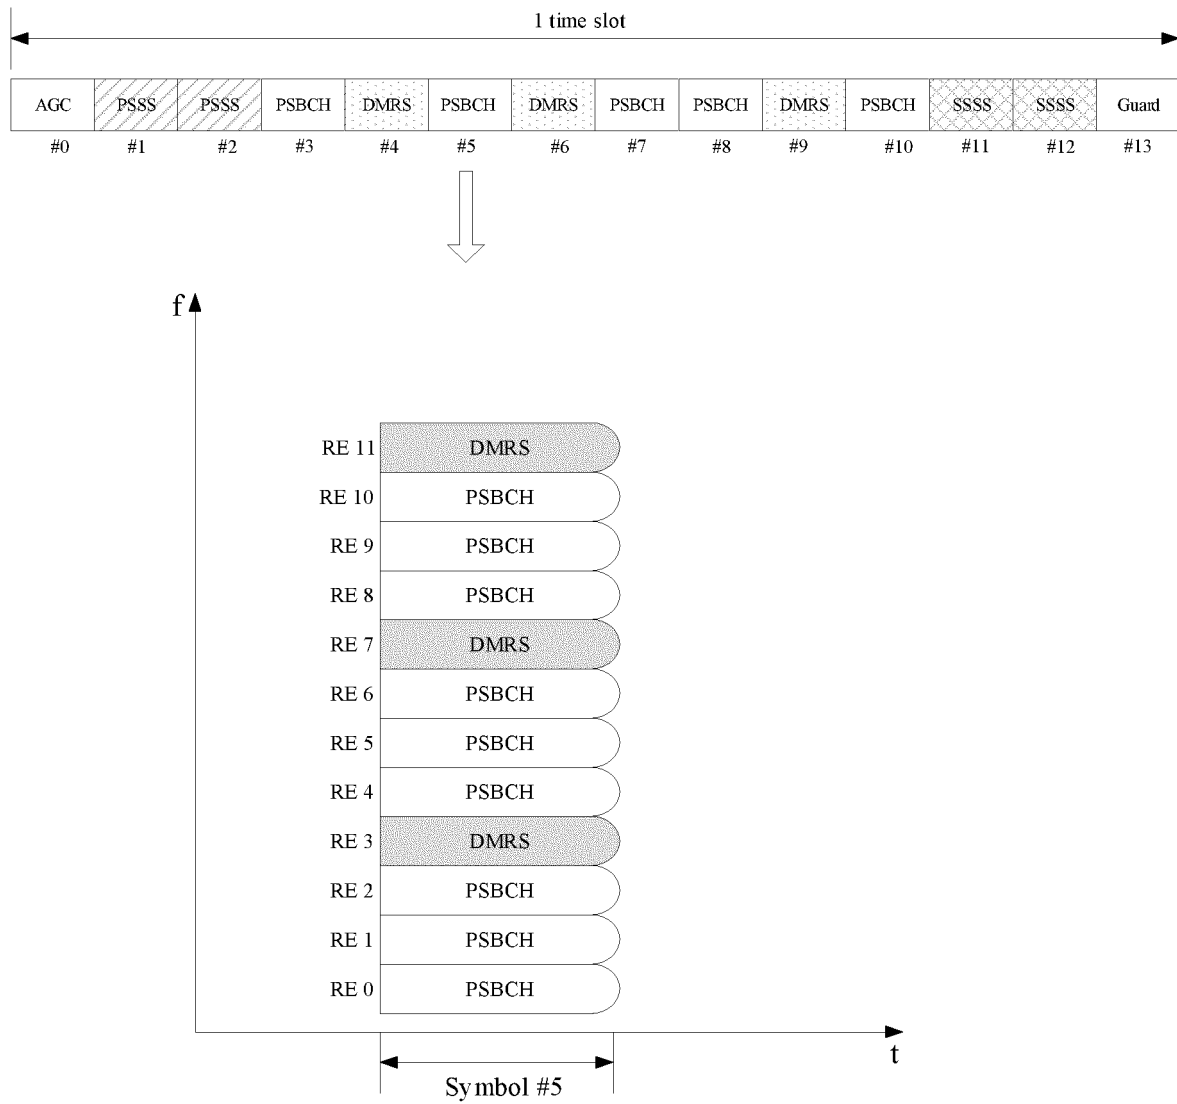 1 time slot
AGC PSSS PSSS PSBCH DMRS PSBCH DMRS PSBCH PSBCH DMRS PSBCH SSSS SSSS Guard
#0 #1 #2 #3 #4 #5 #6 #7 #8 #9 #10 #11 #12 #13
f
RE 11 DMRS
RE 10 PSBCH
RE 9 PSBCH
RE 8 PSBCH
RE 7 DMRS
RE 6 PSBCH
RE 5 PSBCH
RE 4 PSBCH
RE 3 DMRS
RE 2 PSBCH
RE 1 PSBCH
RE 0 PSBCH
t
Symbol #5